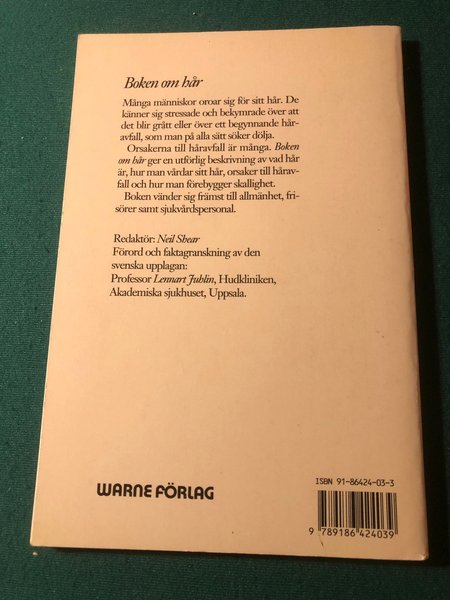 Boken om hår
Många människor oroar sig för sitt hår. De
känner sig stressade och bekymrade över att
det blir grått eller över ett begynnande hår-
avfall, som man på alla sätt söker dölja.
Orsakerna till håravfall är många. Boken
om hår ger en utförlig beskrivning av vad hår
är, hur man vårdar sitt hår, orsaker till hårav-
fall och hur man förebygger skallighet.
Boken vänder sig främst till allmänhet, fri-
sörer samt sjukvårdspersonal.
Redaktör: Neil Shear
Förord och faktagranskning av den
svenska upplagan:
Professor Lennart Juhlin, Hudkliniken,
Akademiska sjukhuset, Uppsala.
WARNE FÖRLAG
ISBN 91-86424-03-3
9 789186 424039